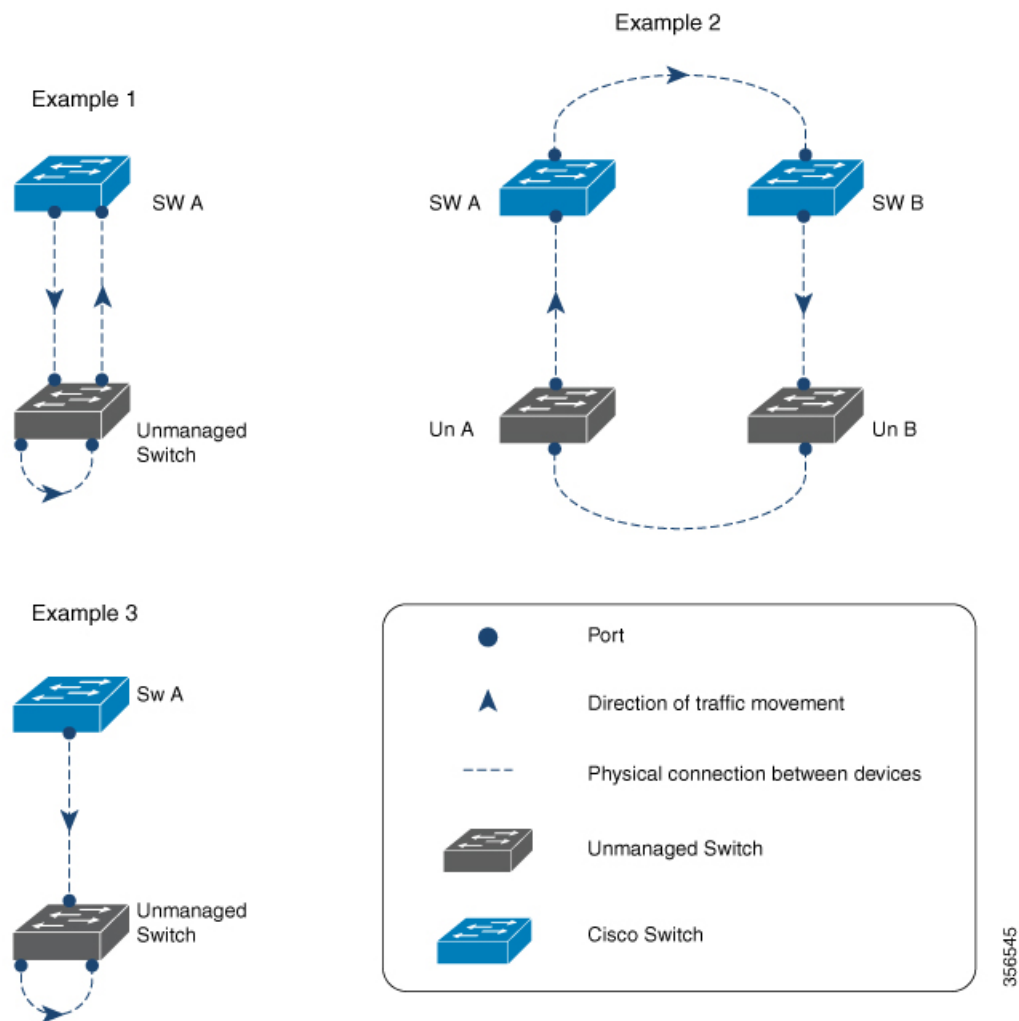 Example 2
Example 1
SW A
Unmanaged
Switch
SW A
SW B
Un A
Un B
Example 3
Sw A
Unmanaged
Switch
Port
Direction of traffic movement
Physical connection between devices
Unmanaged Switch
Cisco Switch
356545